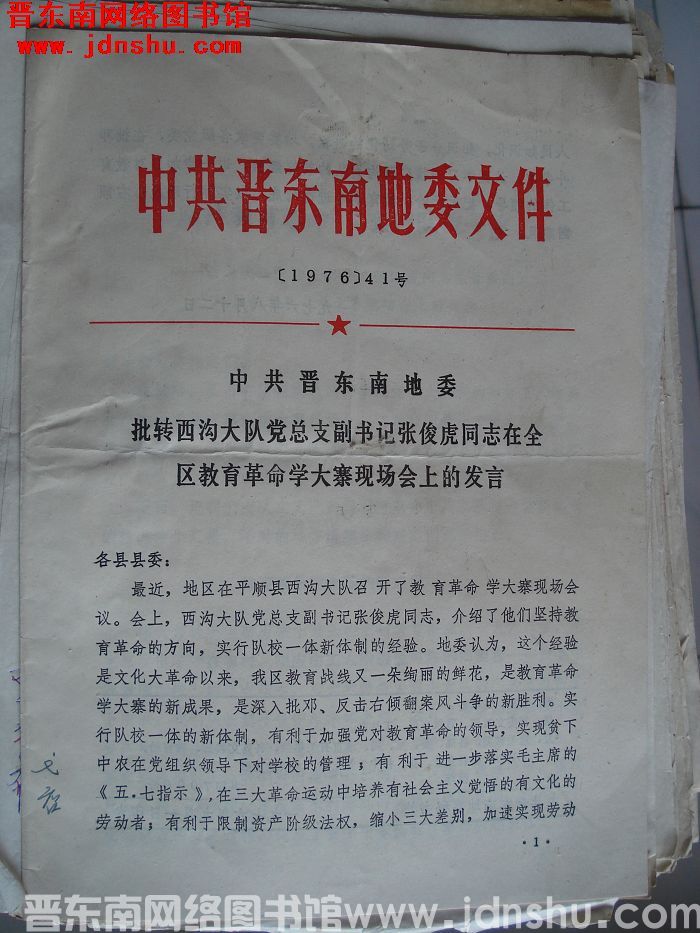 晋东南网络图书馆
www.jdnshu.com
中共晋东南地委文件
〔1976〕41号
中共晋东南地委
批转西沟大队党总支副书记张俊虎同志在全
区教育革命学大寨现场会上的发言
各县县委：
最近，地区在平顺县西沟大队召开了教育革命学大寨现场会
议。会上，西沟大队党总支副书记张俊虎同志，介绍了他们坚持教
育革命的方向，实行队校一体新体制的经验。地委认为，这个经验
是文化大革命以来，我区教育战线又一朵绚丽的鲜花，是教育革命
学大寨的新成果，是深入批邓、反击右倾翻案风斗争的新胜利。实
行队校一体的新体制，有利于加强党对教育革命的领导，实现贫下
中农在党组织领导下对学校的管理；有利于进一步落实毛主席的
《五.七指示》，在三大革命运动中培养有社会主义觉悟的有文化的
劳动者；有利于限制资产阶级法权，缩小三大差别，加速实现劳动
·1·
晋东南网络图书馆www.jdnshu.com